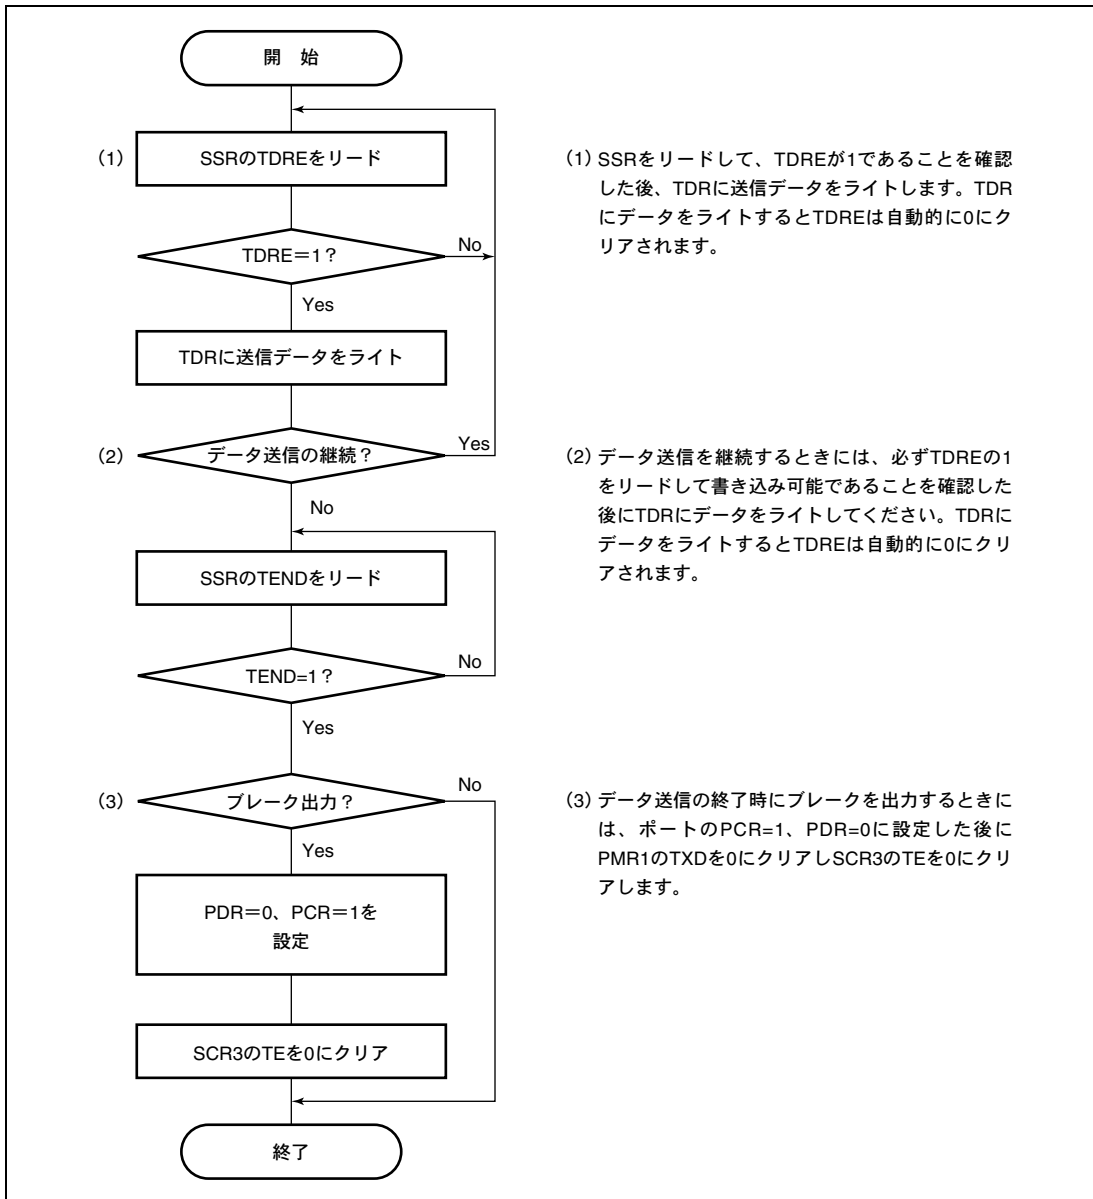 開 始
(1) SSRのTDREをリード
TDRE＝1？
No
Yes
TDRに送信データをライト
(2) データ送信の継続？
Yes
No
SSRのTENDをリード
TEND=1？
No
Yes
(3) ブレーク出力？
No
Yes
PDR＝0、PCR＝1を
設定
SCR3のTEを0にクリア
終了
(1) SSRをリードして、TDREが1であることを確認
した後、TDRに送信データをライトします。TDR
にデータをライトするとTDREは自動的に0にク
リアされます。
(2) データ送信を継続するときには、必ずTDREの1
をリードして書き込み可能であることを確認した
後にTDRにデータをライトしてください。TDRに
データをライトするとTDREは自動的に0にクリ
アされます。
(3) データ送信の終了時にブレークを出力するときに
は、ポートのPCR=1、PDR=0に設定した後に
PMR1のTXDを0にクリアしSCR3のTEを0にクリ
アします。